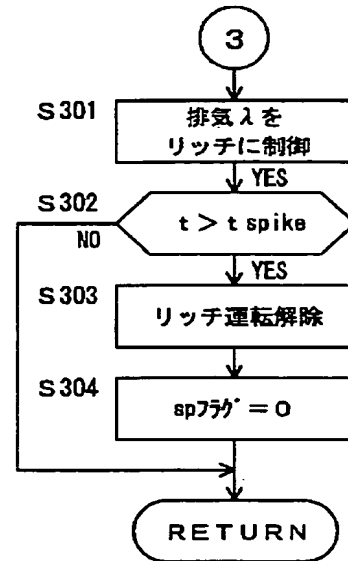 3
S301
排気λを
リッチに制御
YES
S302
t > t spike
NO
YES
S303
リッチ運転解除
S304
spﾌﾗｸﾞ = 0
RETURN